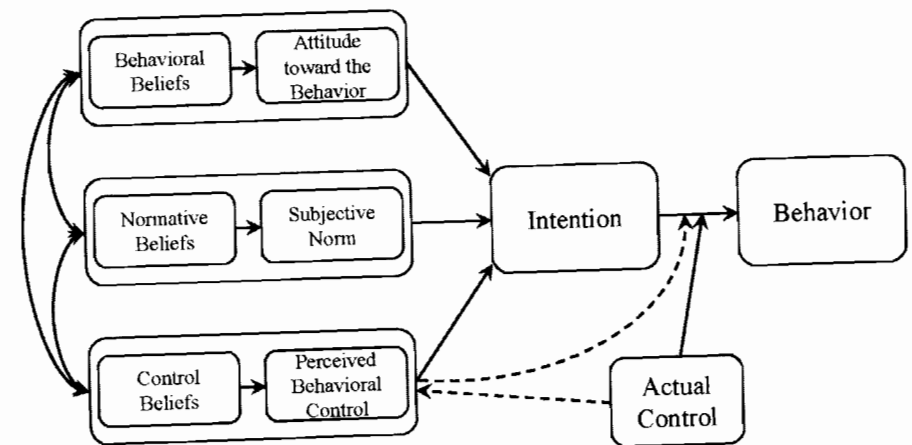 Behavioral
Beliefs
Attitude
toward the
Behavior
Normative
Beliefs
Subjective
Norm
Control
Beliefs
Perceived
Behavioral
Control
Intention
Behavior
Actual
Control